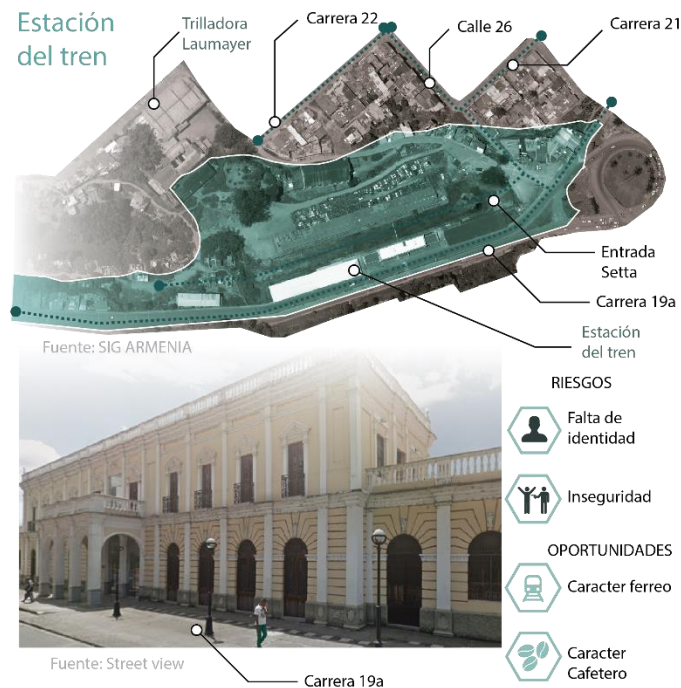 Estación
del tren
Trilladora
Laumayer
Carrera 22
Calle 26
Carrera 21
Entrada
Setta
Carrera 19a
Estación
del tren
Fuente: SIG ARMENIA
RIESGOS
Falta de
identidad
Inseguridad
OPORTUNIDADES
Caracter ferreo
Caracter
Cafetero
Fuente: Street view
Carrera 19a